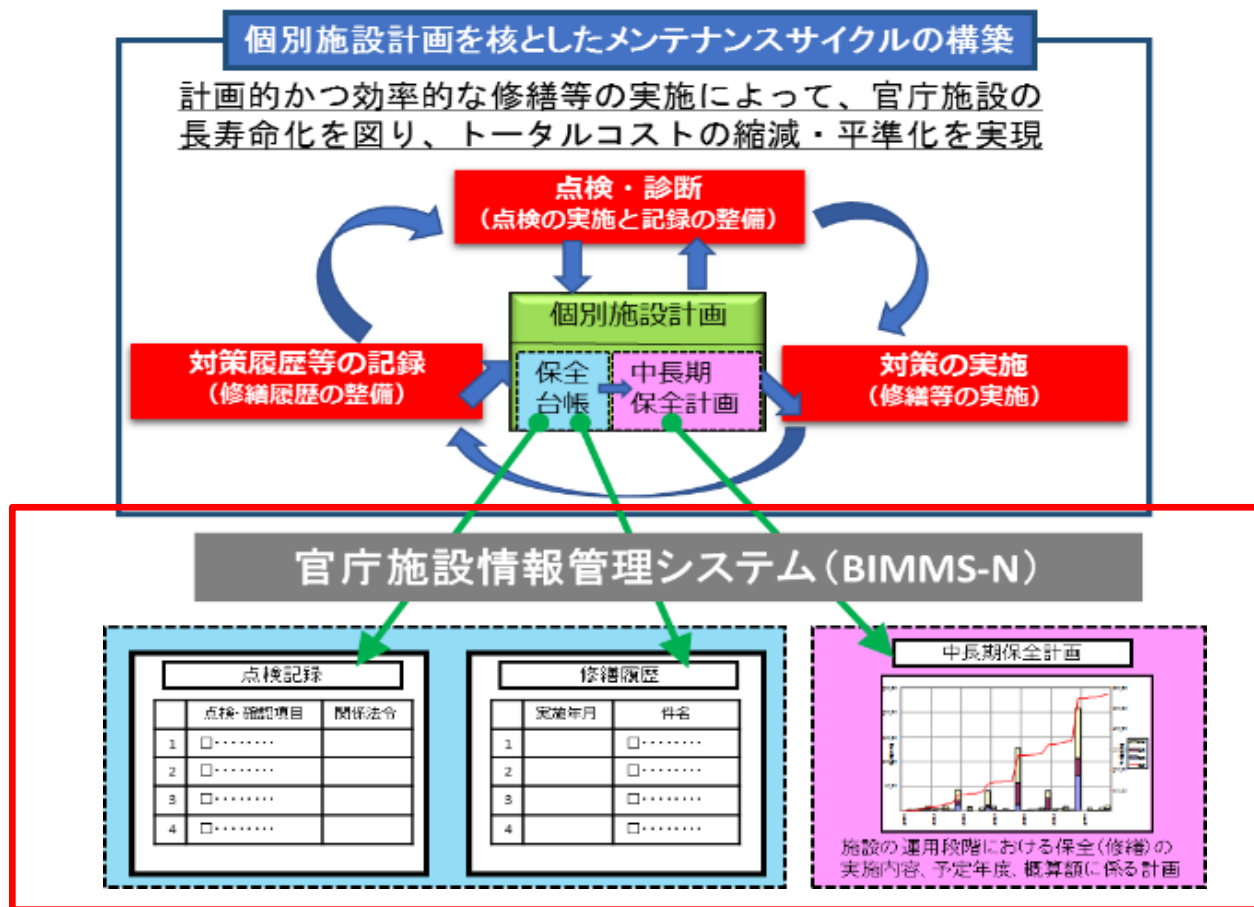 個別施設計画を核としたメンテナンスサイクルの構築
計画的かつ効率的な修繕等の実施によって、官庁施設の
長寿命化を図り、トータルコストの縮減・平準化を実現
点検・診断
（点検の実施と記録の整備）
個別施設計画
対策履歴等の記録
（修繕履歴の整備）
保全
台帳
中長期
保全計画
対策の実施
（修繕等の実施）
官庁施設情報管理システム（BIMMS-N）
点検記録
点検・確認項目 関係法令
1 □‥‥‥‥
2 □‥‥‥‥
3 □‥‥‥‥
4 □‥‥‥‥
修繕履歴
実施年月 件名
1 □‥‥‥‥
2 □‥‥‥‥
3 □‥‥‥‥
4 □‥‥‥‥
中長期保全計画
施設の運用段階における保全（修繕）の
実施内容、予定年度、概算額に係る計画